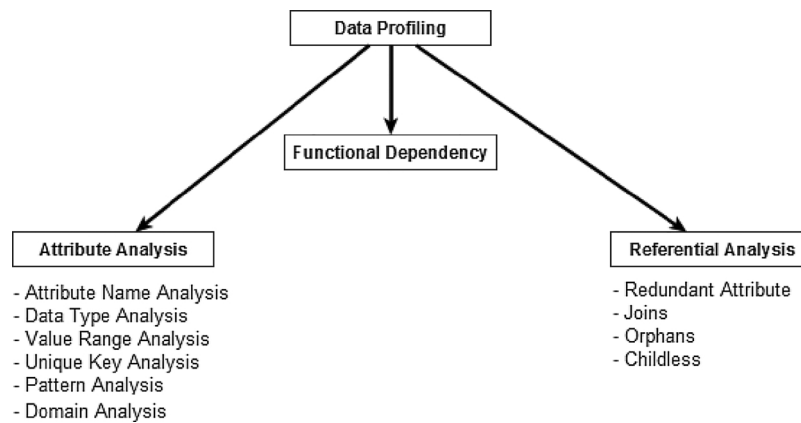 Data Profiling
Functional Dependency
Attribute Analysis
- Attribute Name Analysis
- Data Type Analysis
- Value Range Analysis
- Unique Key Analysis
- Pattern Analysis
- Domain Analysis
Referential Analysis
- Redundant Attribute
- Joins
- Orphans
- Childless